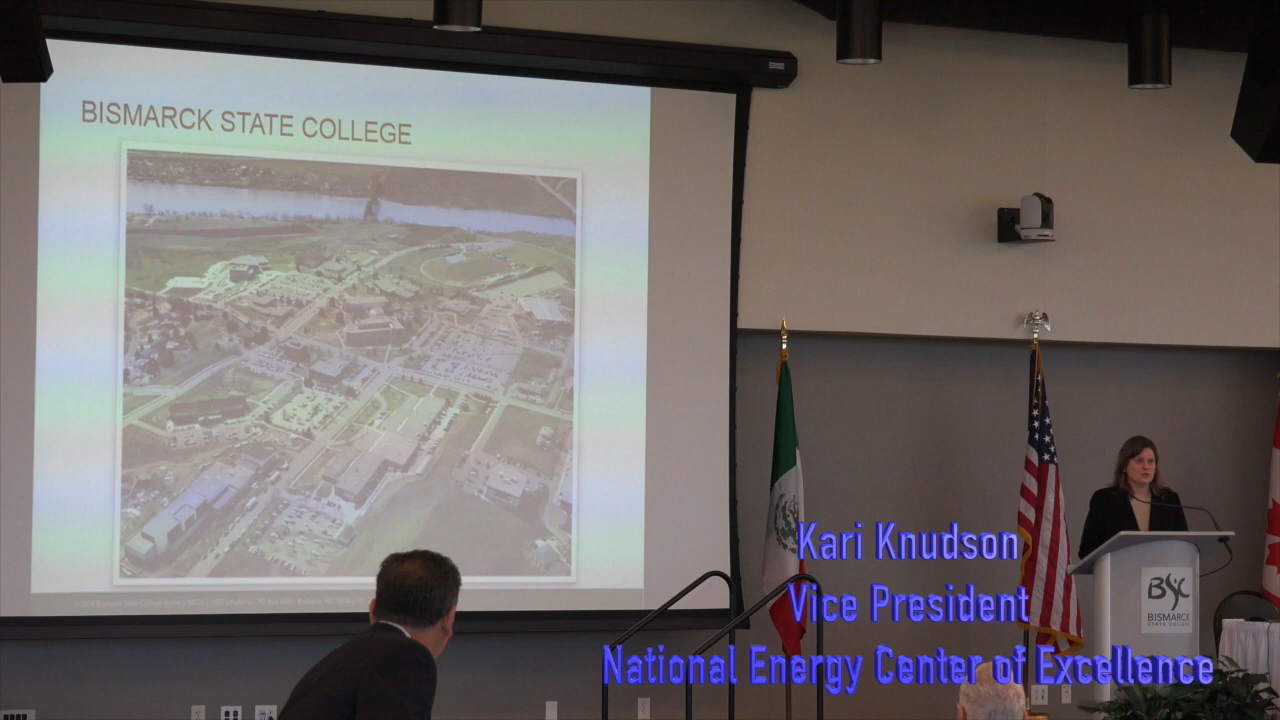 BISMARCK STATE COLLEGE
Kari Knudson
Vice President
National Energy Center of Excellence
BSC
BISMARCK
STATE COLLEGE